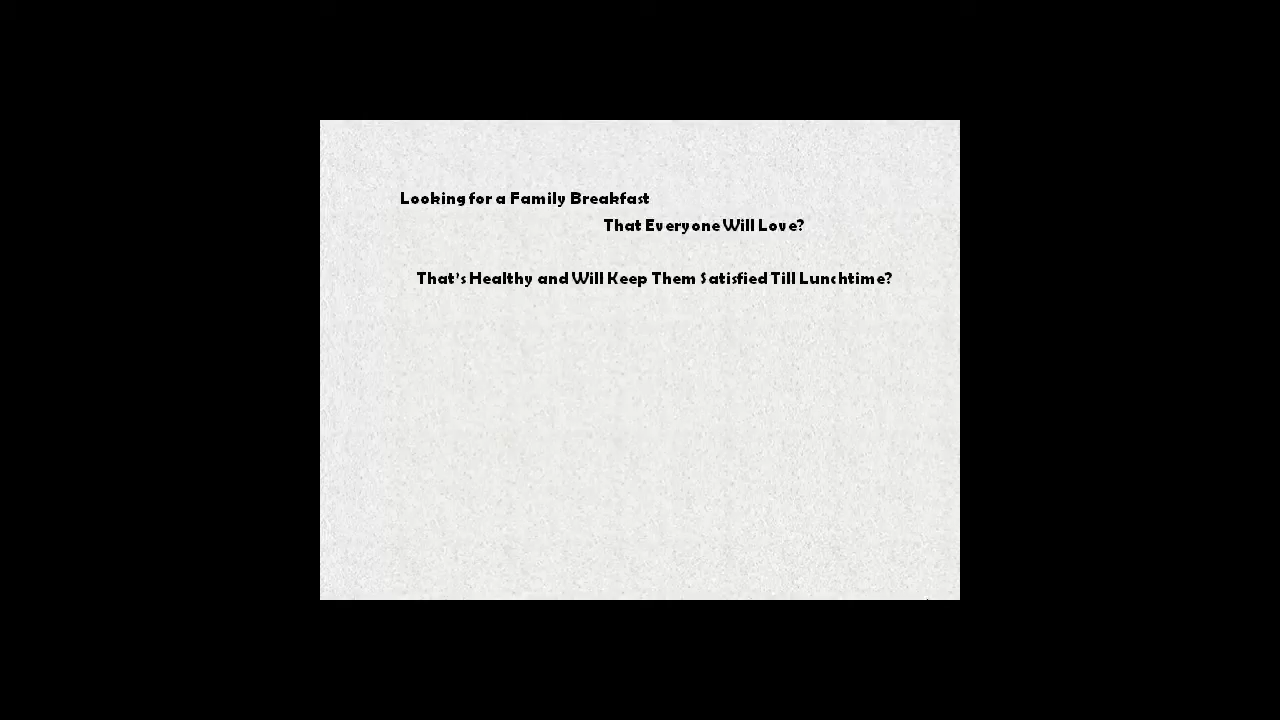 Looking for a Family Breakfast
That Everyone Will Love?
That's Healthy and Will Keep Them Satisfied Till Lunchtime?